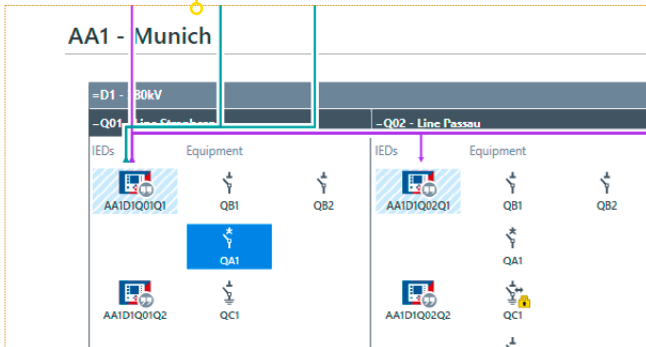 AA1 - Munich
=D1 - 380kV
-Q01 - Line
-Q02 - Line Passau
IEDs Equipment IEDs Equipment
AA1D1Q01Q1 QB1 QB2 AA1D1Q02Q1 QB1 QB2
QA1 QA1
AA1D1Q01Q2 QC1 AA1D1Q02Q2 QC1